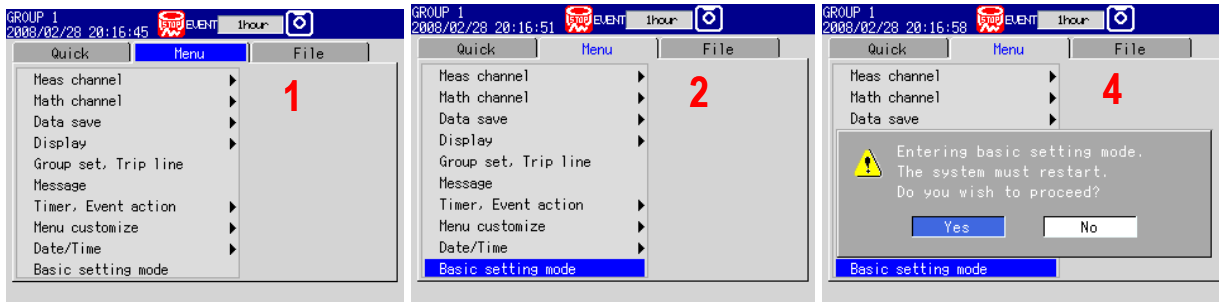 GROUP 1
2008/02/28 20:16:45 STOP EVENT 1hour
Quick Menu File
Meas channel
Math channel
Data save
Display
Group set, Trip line
Message
Timer, Event action
Menu customize
Date/Time
Basic setting mode
1
GROUP 1
2008/02/28 20:16:51 STOP EVENT 1hour
Quick Menu File
Meas channel
Math channel
Data save
Display
Group set, Trip line
Message
Timer, Event action
Menu customize
Date/Time
Basic setting mode
2
GROUP 1
2008/02/28 20:16:58 STOP EVENT 1hour
Quick Menu File
Meas channel
Math channel
Data save
4
Entering basic setting mode.
The system must restart.
Do you wish to proceed?
Yes No
Basic setting mode